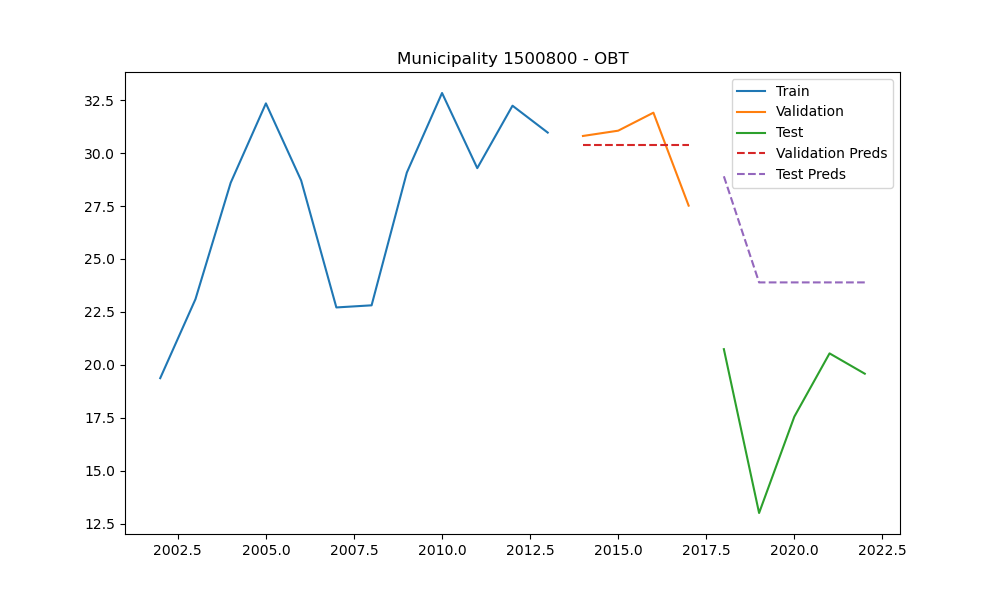 Municipality 1500800 - OBT
32.5
30.0
27.5
25.0
22.5
20.0
17.5
15.0
12.5
2002.5 2005.0 2007.5 2010.0 2012.5 2015.0 2017.5 2020.0 2022.5
Train
Validation
Test
Validation Preds
Test Preds